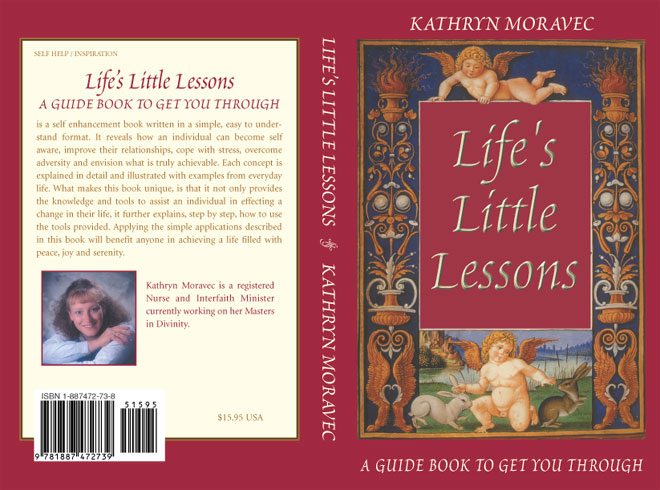 SELF HELP / INSPIRATION
Life's Little Lessons
A GUIDE BOOK TO GET YOU THROUGH
is a self enhancement book written in a simple, easy to under-
stand format. It reveals how an individual can become self
aware, improve their relationships, cope with stress, overcome
adversity and envision what is truly achievable. Each concept is
explained in detail and illustrated with examples from everyday
life. What makes this book unique, is that it not only provides
the knowledge and tools to assist an individual in effecting a
change in their life, it further explains, step by step, how to use
the tools provided. Applying the simple applications described
in this book will benefit anyone in achieving a life filled with
peace, joy and serenity.
Kathryn Moravec is a registered
Nurse and Interfaith Minister
currently working on her Masters
in Divinity.
ISBN 1-887472-73-8
51595
9 781887 472739
$15.95 USA
LIFE'S LITTLE LESSONS KATHRYN MORAVEC
KATHRYN MORAVEC
Life's
Little
Lessons
A GUIDE BOOK TO GET YOU THROUGH